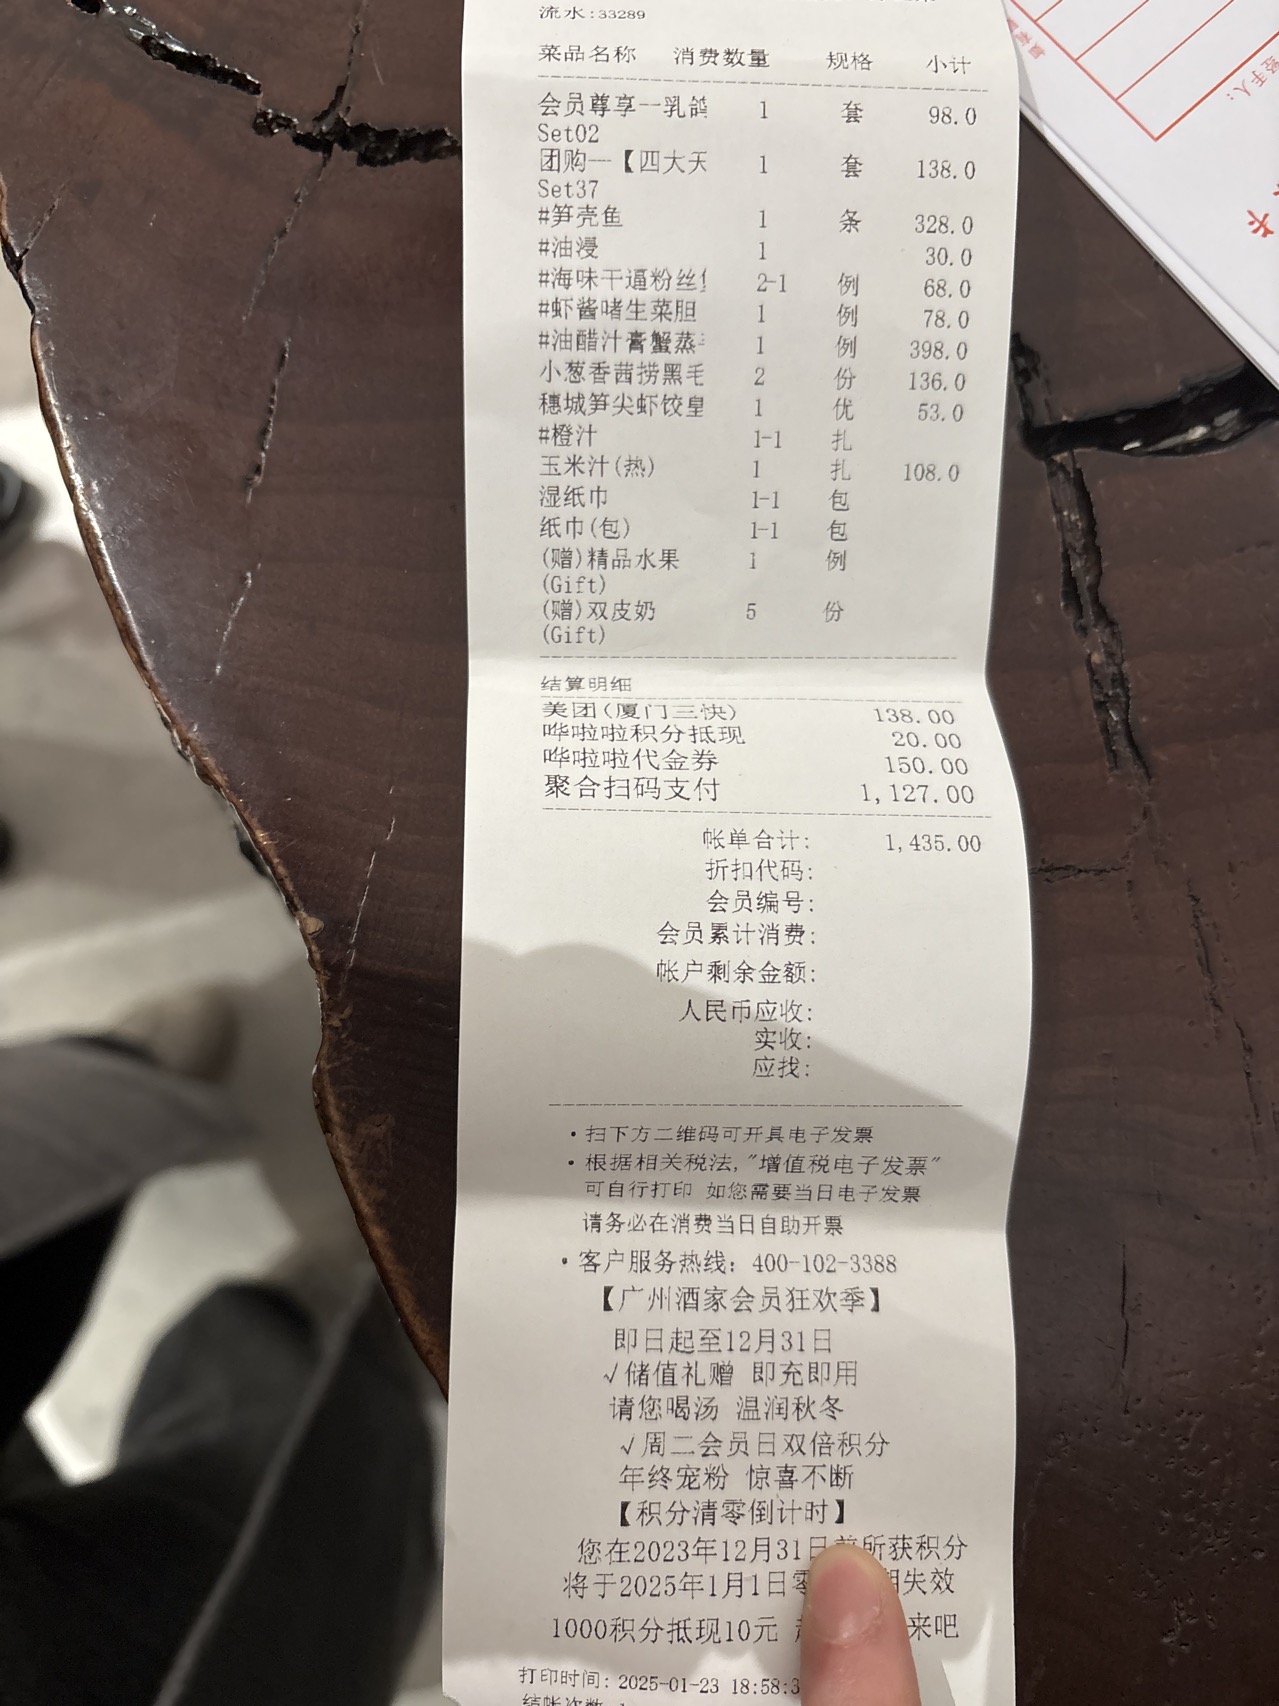 流水:33289
菜品名称 消费数量 规格 小计
会员尊享--乳鸽 1 套 98.0
Set02
团购—【四大天 1 套 138.0
Set37
#笋壳鱼 1 条 328.0
#油浸 1 30.0
#海味干逼粉丝 2-1 例 68.0
#虾酱啫生菜胆 1 例 78.0
#油醋汁膏蟹蒸 1 例 398.0
小葱香茜捞黑毛 2 份 136.0
穗城笋尖虾饺皇 1 优 53.0
#橙汁 1-1 扎
玉米汁(热) 1 扎 108.0
湿纸巾 1-1 包
纸巾(包) 1-1 包
(赠)精品水果 1 例
(Gift)
(赠)双皮奶 5 份
(Gift)
结算明细
美团(厦门三快) 138.00
哗啦啦积分抵现 20.00
哗啦啦代金券 150.00
聚合扫码支付 1,127.00
帐单合计: 1,435.00
折扣代码:
会员编号:
会员累计消费:
帐户剩余金额:
人民币应收:
实收:
应找:
·扫下方二维码可开具电子发票
·根据相关税法,"增值税电子发票"
可自行打印 如您需要当日电子发票
请务必在消费当日自助开票
·客户服务热线: 400-102-3388
【广州酒家会员狂欢季】
即日起至12月31日
√储值礼赠 即充即用
请您喝汤 温润秋冬
√周二会员日双倍积分
年终宠粉 惊喜不断
【积分清零倒计时】
您在2023年12月31日前所获积分
将于2025年1月1日零 期失效
1000积分抵现10元 来吧
打印时间: 2025-01-23 18:58:3
经手人:
卡